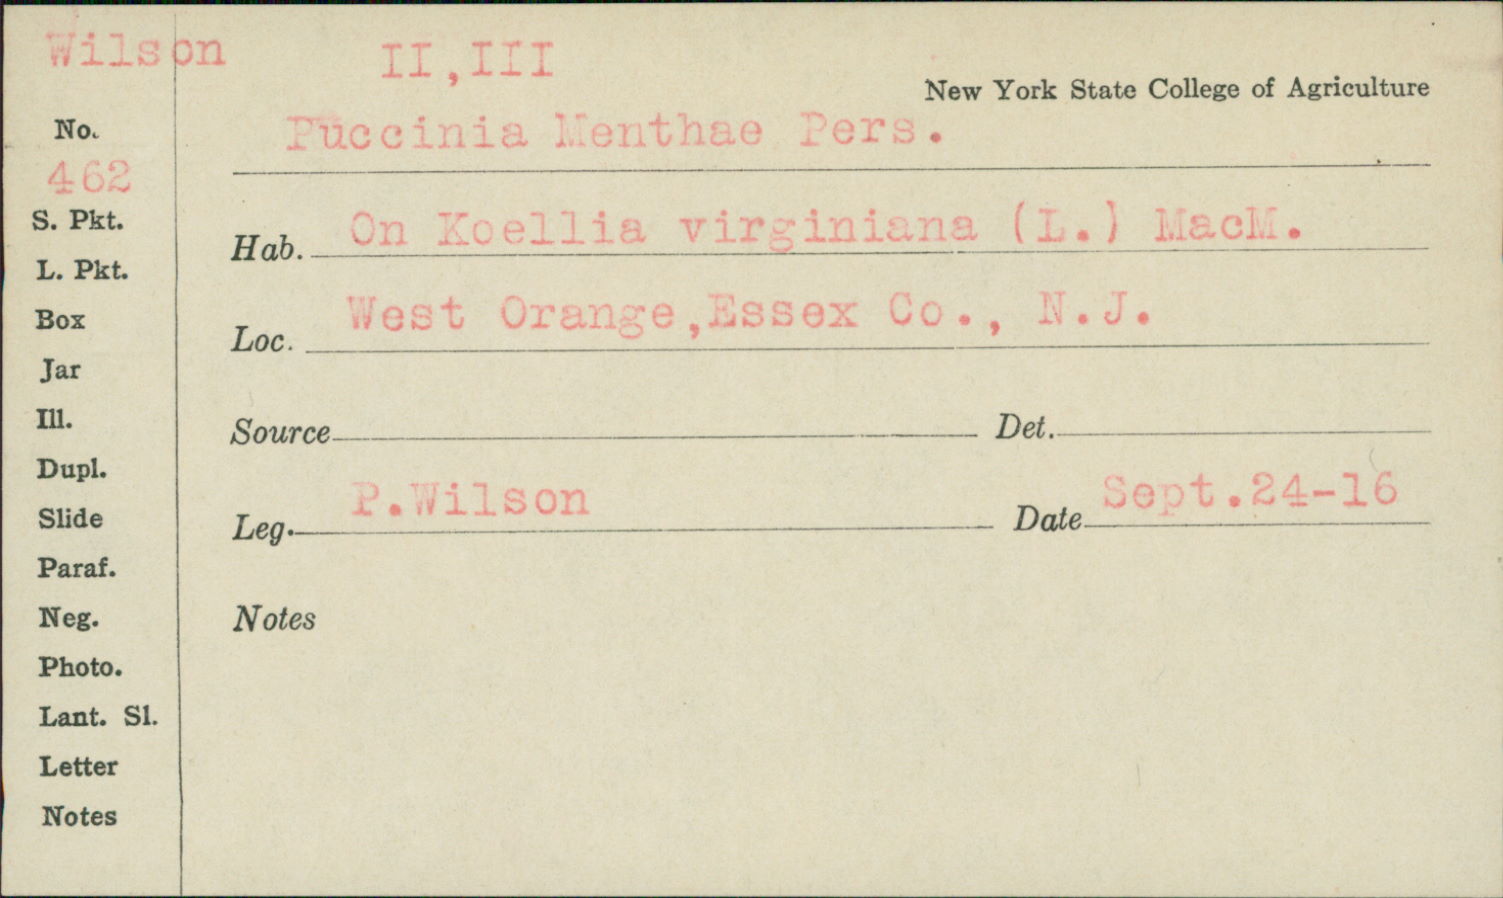 Wilson II,III
New York State College of Agriculture
No. Puccinia Menthae Pers.
462
S. Pkt.
Hab. On Koellia virginiana (L.) MacM.
L. Pkt.
Box
Loc. West Orange,Essex Co., N.J.
Jar
Ill.
Source Det.
Dupl.
Slide
Leg. P.Wilson Date Sept.24-16
Paraf.
Neg.
Notes
Photo.
Lant. Sl.
Letter
Notes